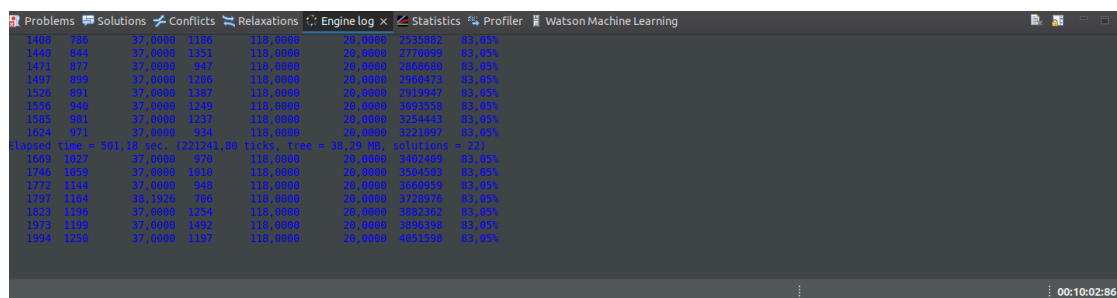 Problems Solutions Conflicts Relaxations Engine log × Statistics Profiler Watson Machine Learning
1408 786 37,0000 1186 118,0000 20,0000 2535882 83,05%
1440 844 37,0000 1351 118,0000 20,0000 2770099 83,05%
1471 877 37,0000 947 118,0000 20,0000 2868680 83,05%
1497 899 37,0000 1206 118,0000 20,0000 2960473 83,05%
1526 891 37,0000 1387 118,0000 20,0000 2919947 83,05%
1556 940 37,0000 1249 118,0000 20,0000 3093558 83,05%
1585 981 37,0000 1237 118,0000 20,0000 3254443 83,05%
1624 971 37,0000 934 118,0000 20,0000 3221097 83,05%
Elapsed time = 501,18 sec. (221241,80 ticks, tree = 38,29 MB, solutions = 22)
1669 1027 37,0000 970 118,0000 20,0000 3402409 83,05%
1746 1059 37,0000 1010 118,0000 20,0000 3504503 83,05%
1772 1144 37,0000 948 118,0000 20,0000 3660959 83,05%
1797 1164 38,1926 706 118,0000 20,0000 3728976 83,05%
1823 1196 37,0000 1254 118,0000 20,0000 3882362 83,05%
1973 1199 37,0000 1492 118,0000 20,0000 3896398 83,05%
1994 1250 37,0000 1197 118,0000 20,0000 4051598 83,05%
00:10:02:86